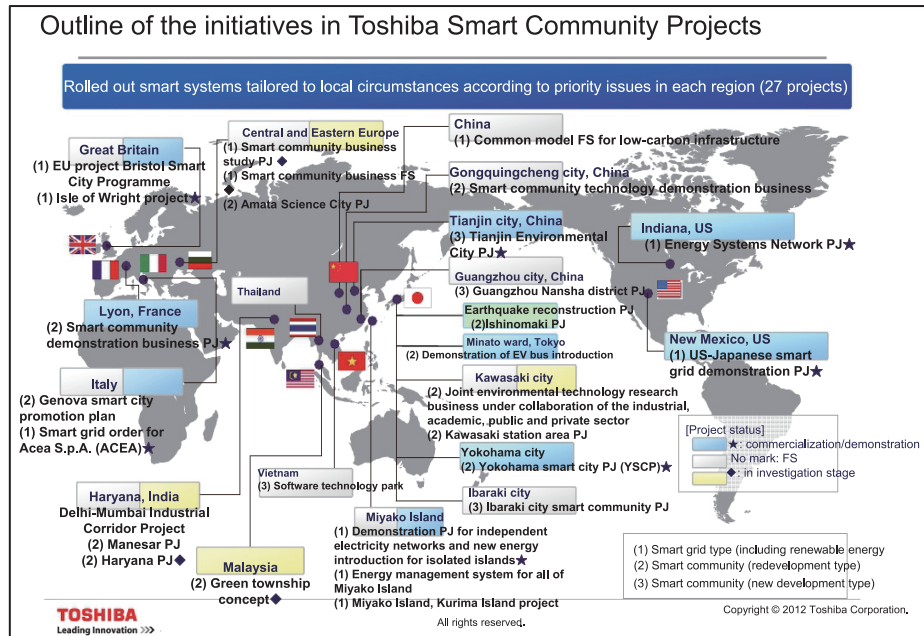 Outline of the initiatives in Toshiba Smart Community Projects
Rolled out smart systems tailored to local circumstances according to priority issues in each region (27 projects)
Great Britain
(1) EU project Bristol Smart
City Programme
(1) Isle of Wright project★
Central and Eastern Europe
(1) Smart community business
study PJ◆
(1) Smart community business FS
◆
(2) Amata Science City PJ
China
(1) Common model FS for low-carbon infrastructure
Gongquingcheng city, China
(2) Smart community technology demonstration business
Tianjin city, China
(3) Tianjin Environmental
City PJ★
Guangzhou city, China
(3) Guangzhou Nansha district PJ
Indiana, US
(1) Energy Systems Network PJ★
Thailand
Earthquake reconstruction PJ
(2)Ishinomaki PJ
Lyon, France
(2) Smart community
demonstration business PJ★
Minato ward, Tokyo
(2) Demonstration of EV bus introduction
New Mexico, US
(1) US-Japanese smart
grid demonstration PJ★
Italy
(2) Genova smart city
promotion plan
(1) Smart grid order for
Acea S.p.A. (ACEA)★
Kawasaki city
(2) Joint environmental technology research
business under collaboration of the industrial,
academic, public and private sector
(2) Kawasaki station area PJ
[Project status]
★: commercialization/demonstration
No mark: FS
◆: in investigation stage
Yokohama city
(2) Yokohama smart city PJ (YSCP)★
Vietnam
(3) Software technology park
Ibaraki city
(3) Ibaraki city smart community PJ
Haryana, India
Delhi-Mumbai Industrial
Corridor Project
(2) Manesar PJ
(2) Haryana PJ◆
Malaysia
(2) Green township
concept◆
Miyako Island
(1) Demonstration PJ for independent
electricity networks and new energy
introduction for isolated islands★
(1) Energy management system for all of
Miyako Island
(1) Miyako Island, Kurima Island project
(1) Smart grid type (including renewable energy
(2) Smart community (redevelopment type)
(3) Smart community (new development type)
TOSHIBA
Leading Innovation >>>
Copyright © 2012 Toshiba Corporation.
All rights reserved.